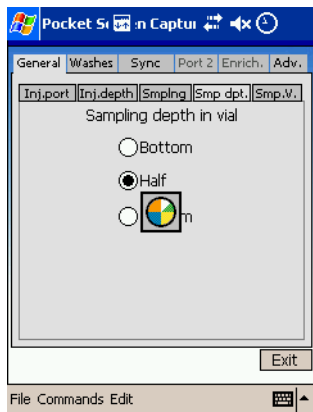 Pocket Sc :n Captur
General Washes Sync Port 2 Enrich. Adv.
Inj.port Inj.depth Smplng Smp dpt. Smp.V.
Sampling depth in vial
Bottom
Half
m
Exit
File Commands Edit